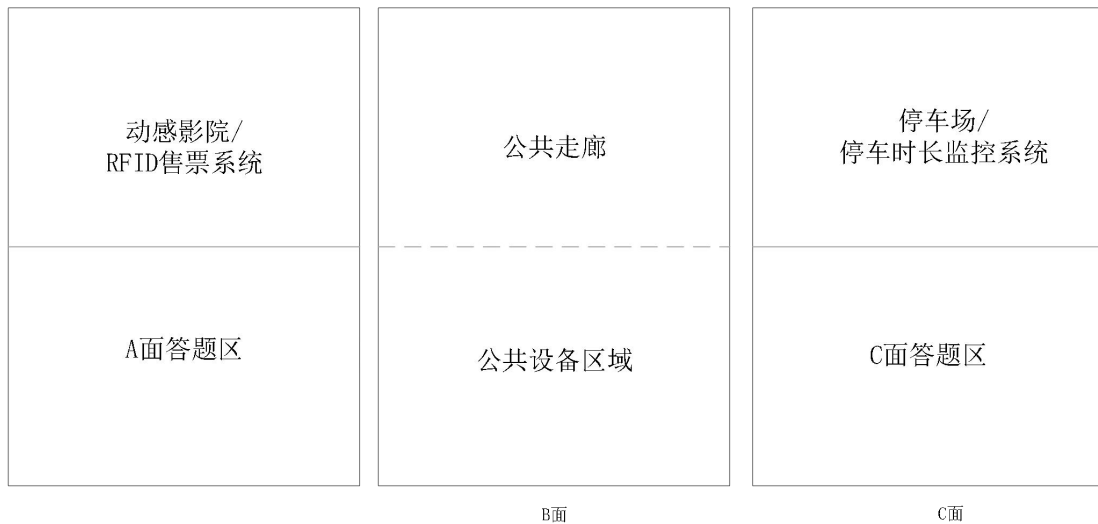 动感影院/
RFID售票系统
公共走廊
停车场/
停车时长监控系统
A面答题区
公共设备区域
C面答题区
B面
C面